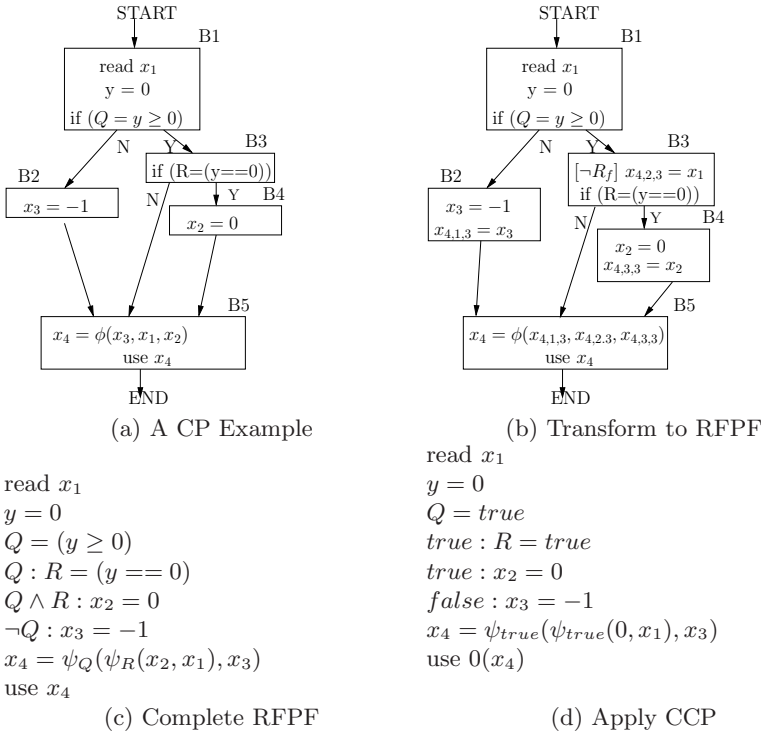 START
B1
read x₁
y = 0
if (Q = y ≥ 0)
N
Y
B3
if (R=(y==0))
B2
x₃ = −1
N
Y
B4
x₂ = 0
B5
x₄ = ϕ(x₃, x₁, x₂)
use x₄
END
(a) A CP Example
START
B1
read x₁
y = 0
if (Q = y ≥ 0)
N
Y
B3
[¬R_f] x₄,₂,₃ = x₁
if (R=(y==0))
B2
x₃ = −1
x₄,₁,₃ = x₃
N
Y
B4
x₂ = 0
x₄,₃,₃ = x₂
B5
x₄ = ϕ(x₄,₁,₃, x₄,₂.₃, x₄,₃,₃)
use x₄
END
(b) Transform to RFPF
read x₁
y = 0
Q = (y ≥ 0)
Q : R = (y == 0)
Q ∧ R : x₂ = 0
¬Q : x₃ = −1
x₄ = ψ_Q(ψ_R(x₂, x₁), x₃)
use x₄
(c) Complete RFPF
read x₁
y = 0
Q = true
true : R = true
true : x₂ = 0
false : x₃ = −1
x₄ = ψ_true(ψ_true(0, x₁), x₃)
use 0(x₄)
(d) Apply CCP